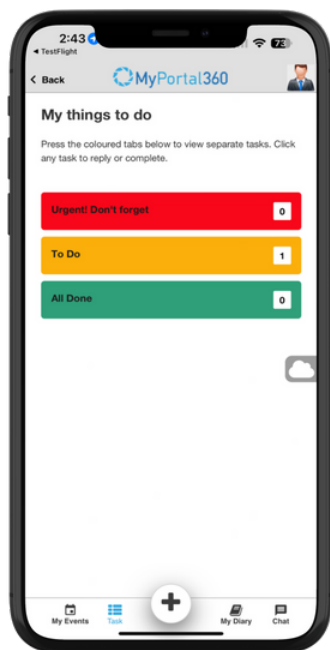 2:43
73
◀ TestFlight
Back
MyPortal360
My things to do
Press the coloured tabs below to view separate tasks. Click
any task to reply or complete.
Urgent! Don't forget 0
To Do 1
All Done 0
+
My Events Task My Diary Chat